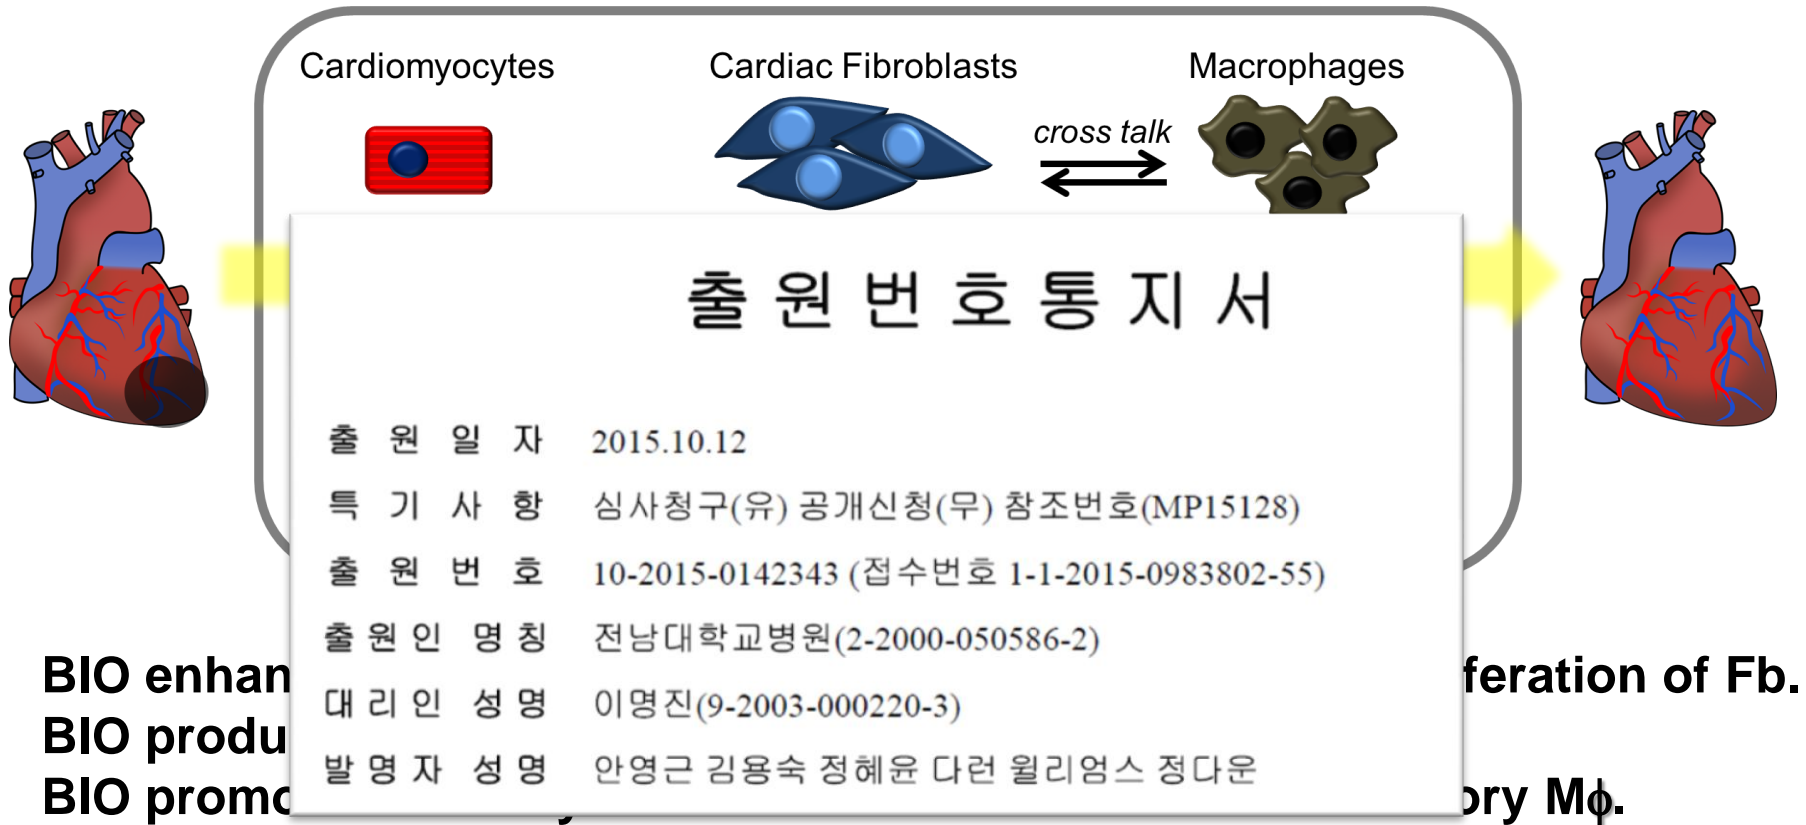 Cardiomyocytes Cardiac Fibroblasts Macrophages
cross talk
출원번호통지서
출원일자 2015.10.12
특기사항 심사청구(유) 공개신청(무) 참조번호(MP15128)
출원번호 10-2015-0142343 (접수번호 1-1-2015-0983802-55)
출원인 명칭 전남대학교병원(2-2000-050586-2)
대리인 성명 이명진(9-2003-000220-3)
발명자 성명 안영근 김용숙 정혜윤 다런 윌리엄스 정다운
BIO enhan feration of Fb.
BIO produ
BIO promo ory Mϕ.